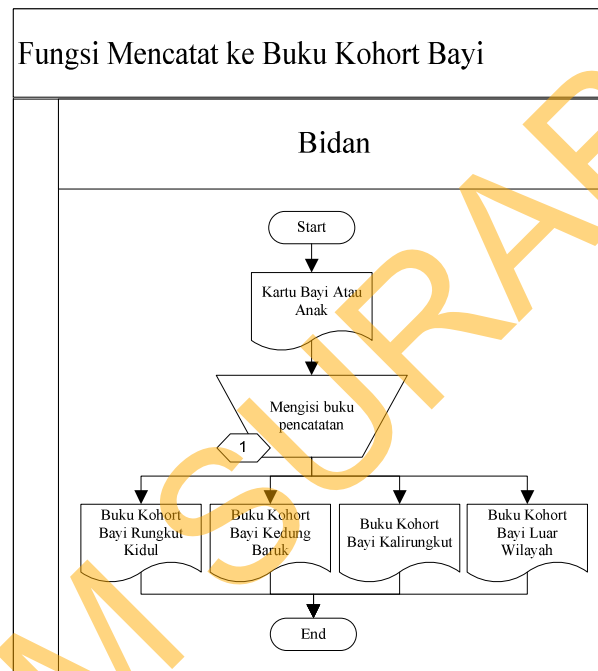 Fungsi Mencatat ke Buku Kohort Bayi
Bidan
Start
Kartu Bayi Atau
Anak
Mengisi buku
pencatatan
1
Buku Kohort
Bayi Rungkut
Kidul
Buku Kohort
Bayi Kedung
Baruk
Buku Kohort
Bayi Kalirungkut
Buku Kohort
Bayi Luar
Wilayah
End
M SURA